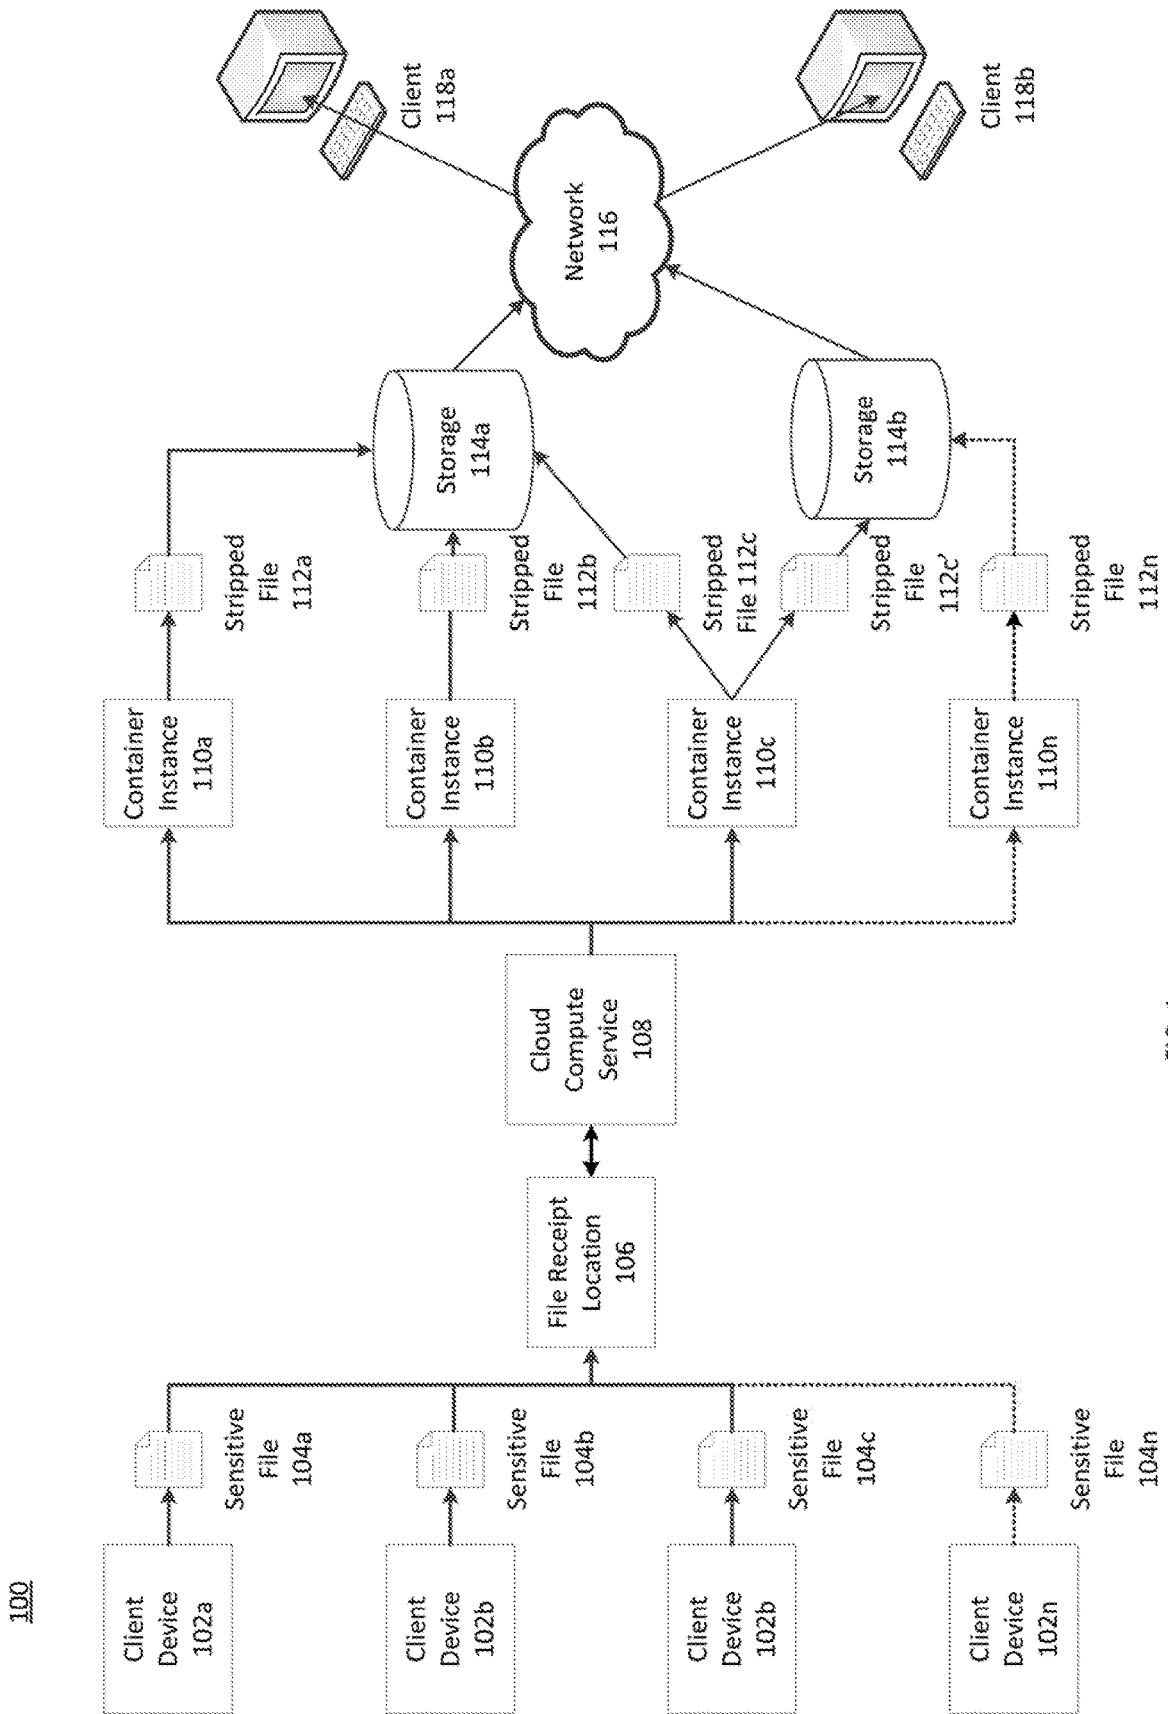 100
Client
Device
102a
Client
Device
102b
Client
Device
102b
Client
Device
102n
Sensitive
File
104a
Sensitive
File
104b
Sensitive
File
104c
Sensitive
File
104n
File Receipt
Location
106
Cloud
Compute
Service
108
Container
Instance
110a
Container
Instance
110b
Container
Instance
110c
Container
Instance
110n
Stripped
File
112a
Stripped
File
112b
Stripped
File 112c
Stripped
File
112c'
Stripped
File
112n
Storage
114a
Storage
114b
Network
116
Client
118a
Client
118b